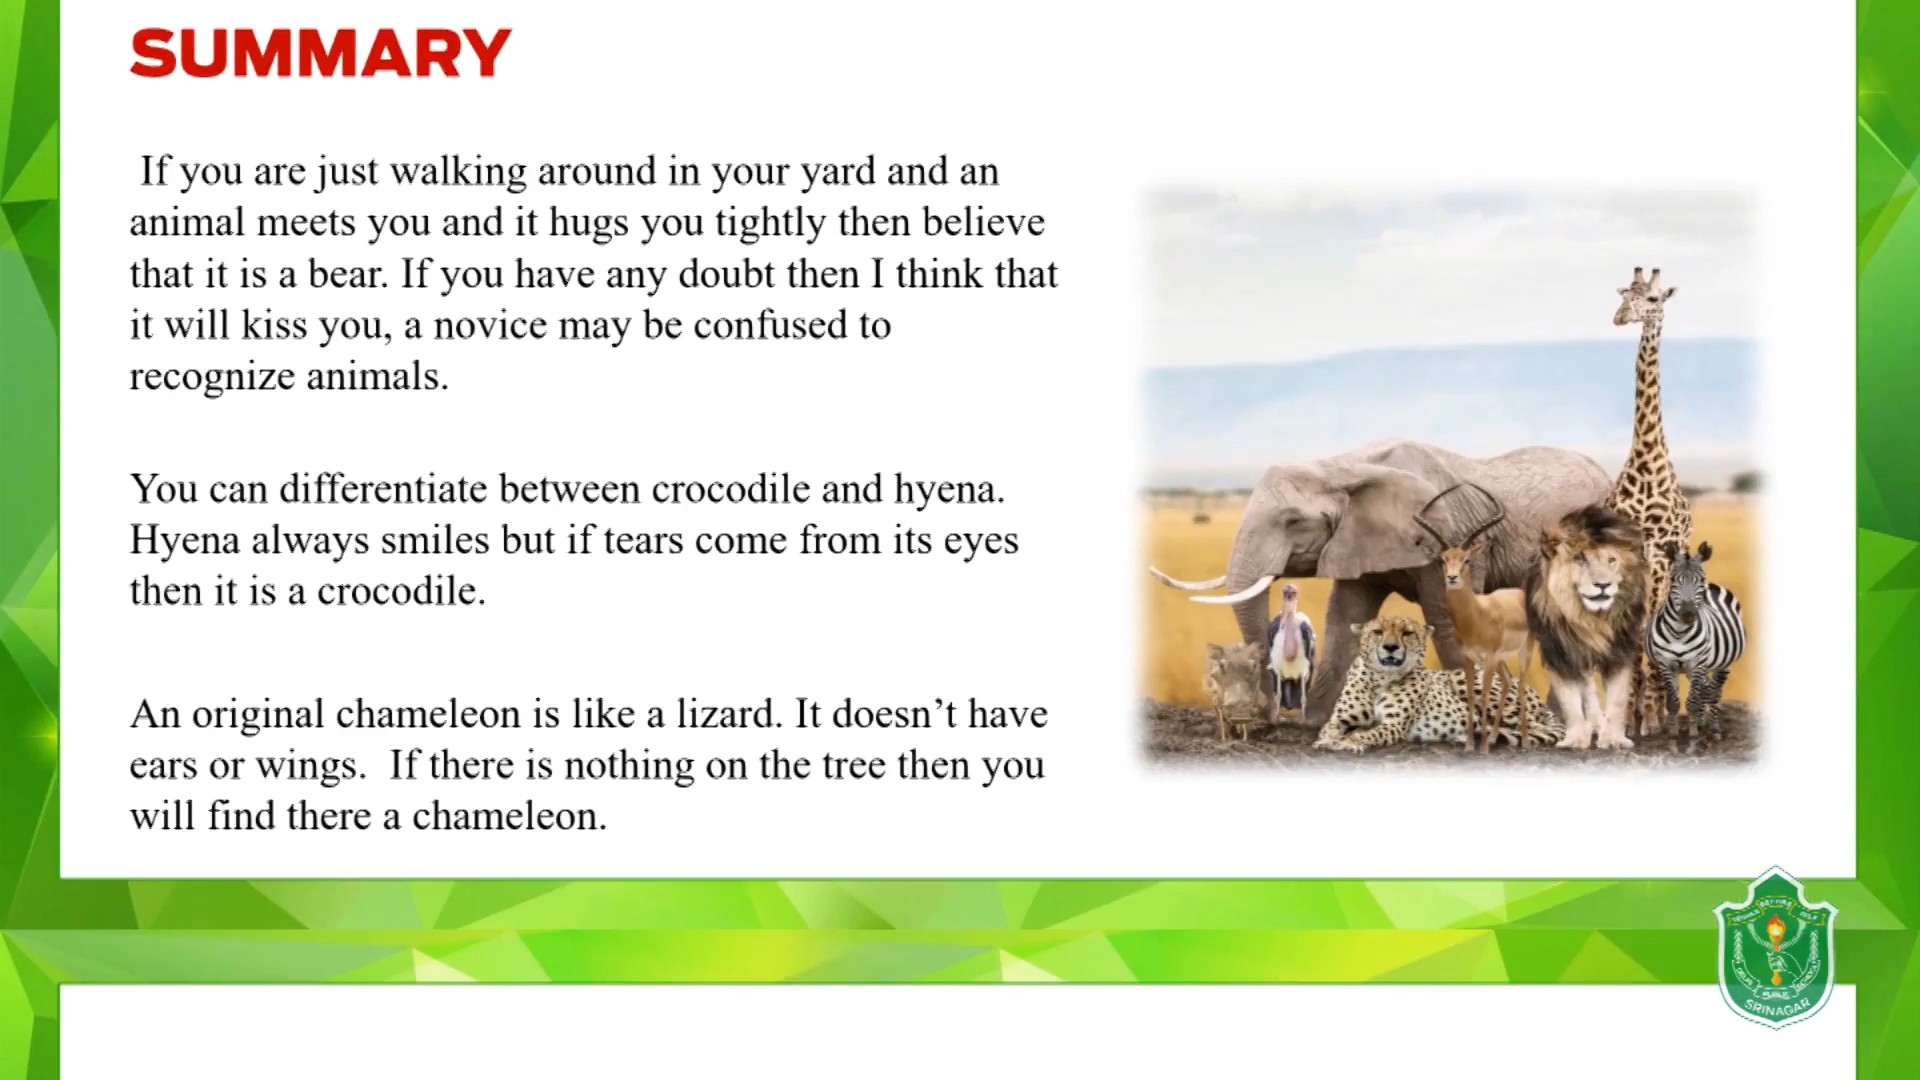 SUMMARY
If you are just walking around in your yard and an
animal meets you and it hugs you tightly then believe
that it is a bear. If you have any doubt then I think that
it will kiss you, a novice may be confused to
recognize animals.
You can differentiate between crocodile and hyena.
Hyena always smiles but if tears come from its eyes
then it is a crocodile.
An original chameleon is like a lizard. It doesn’t have
ears or wings. If there is nothing on the tree then you
will find there a chameleon.
SERVICE BEFORE SELF
SRINAGAR